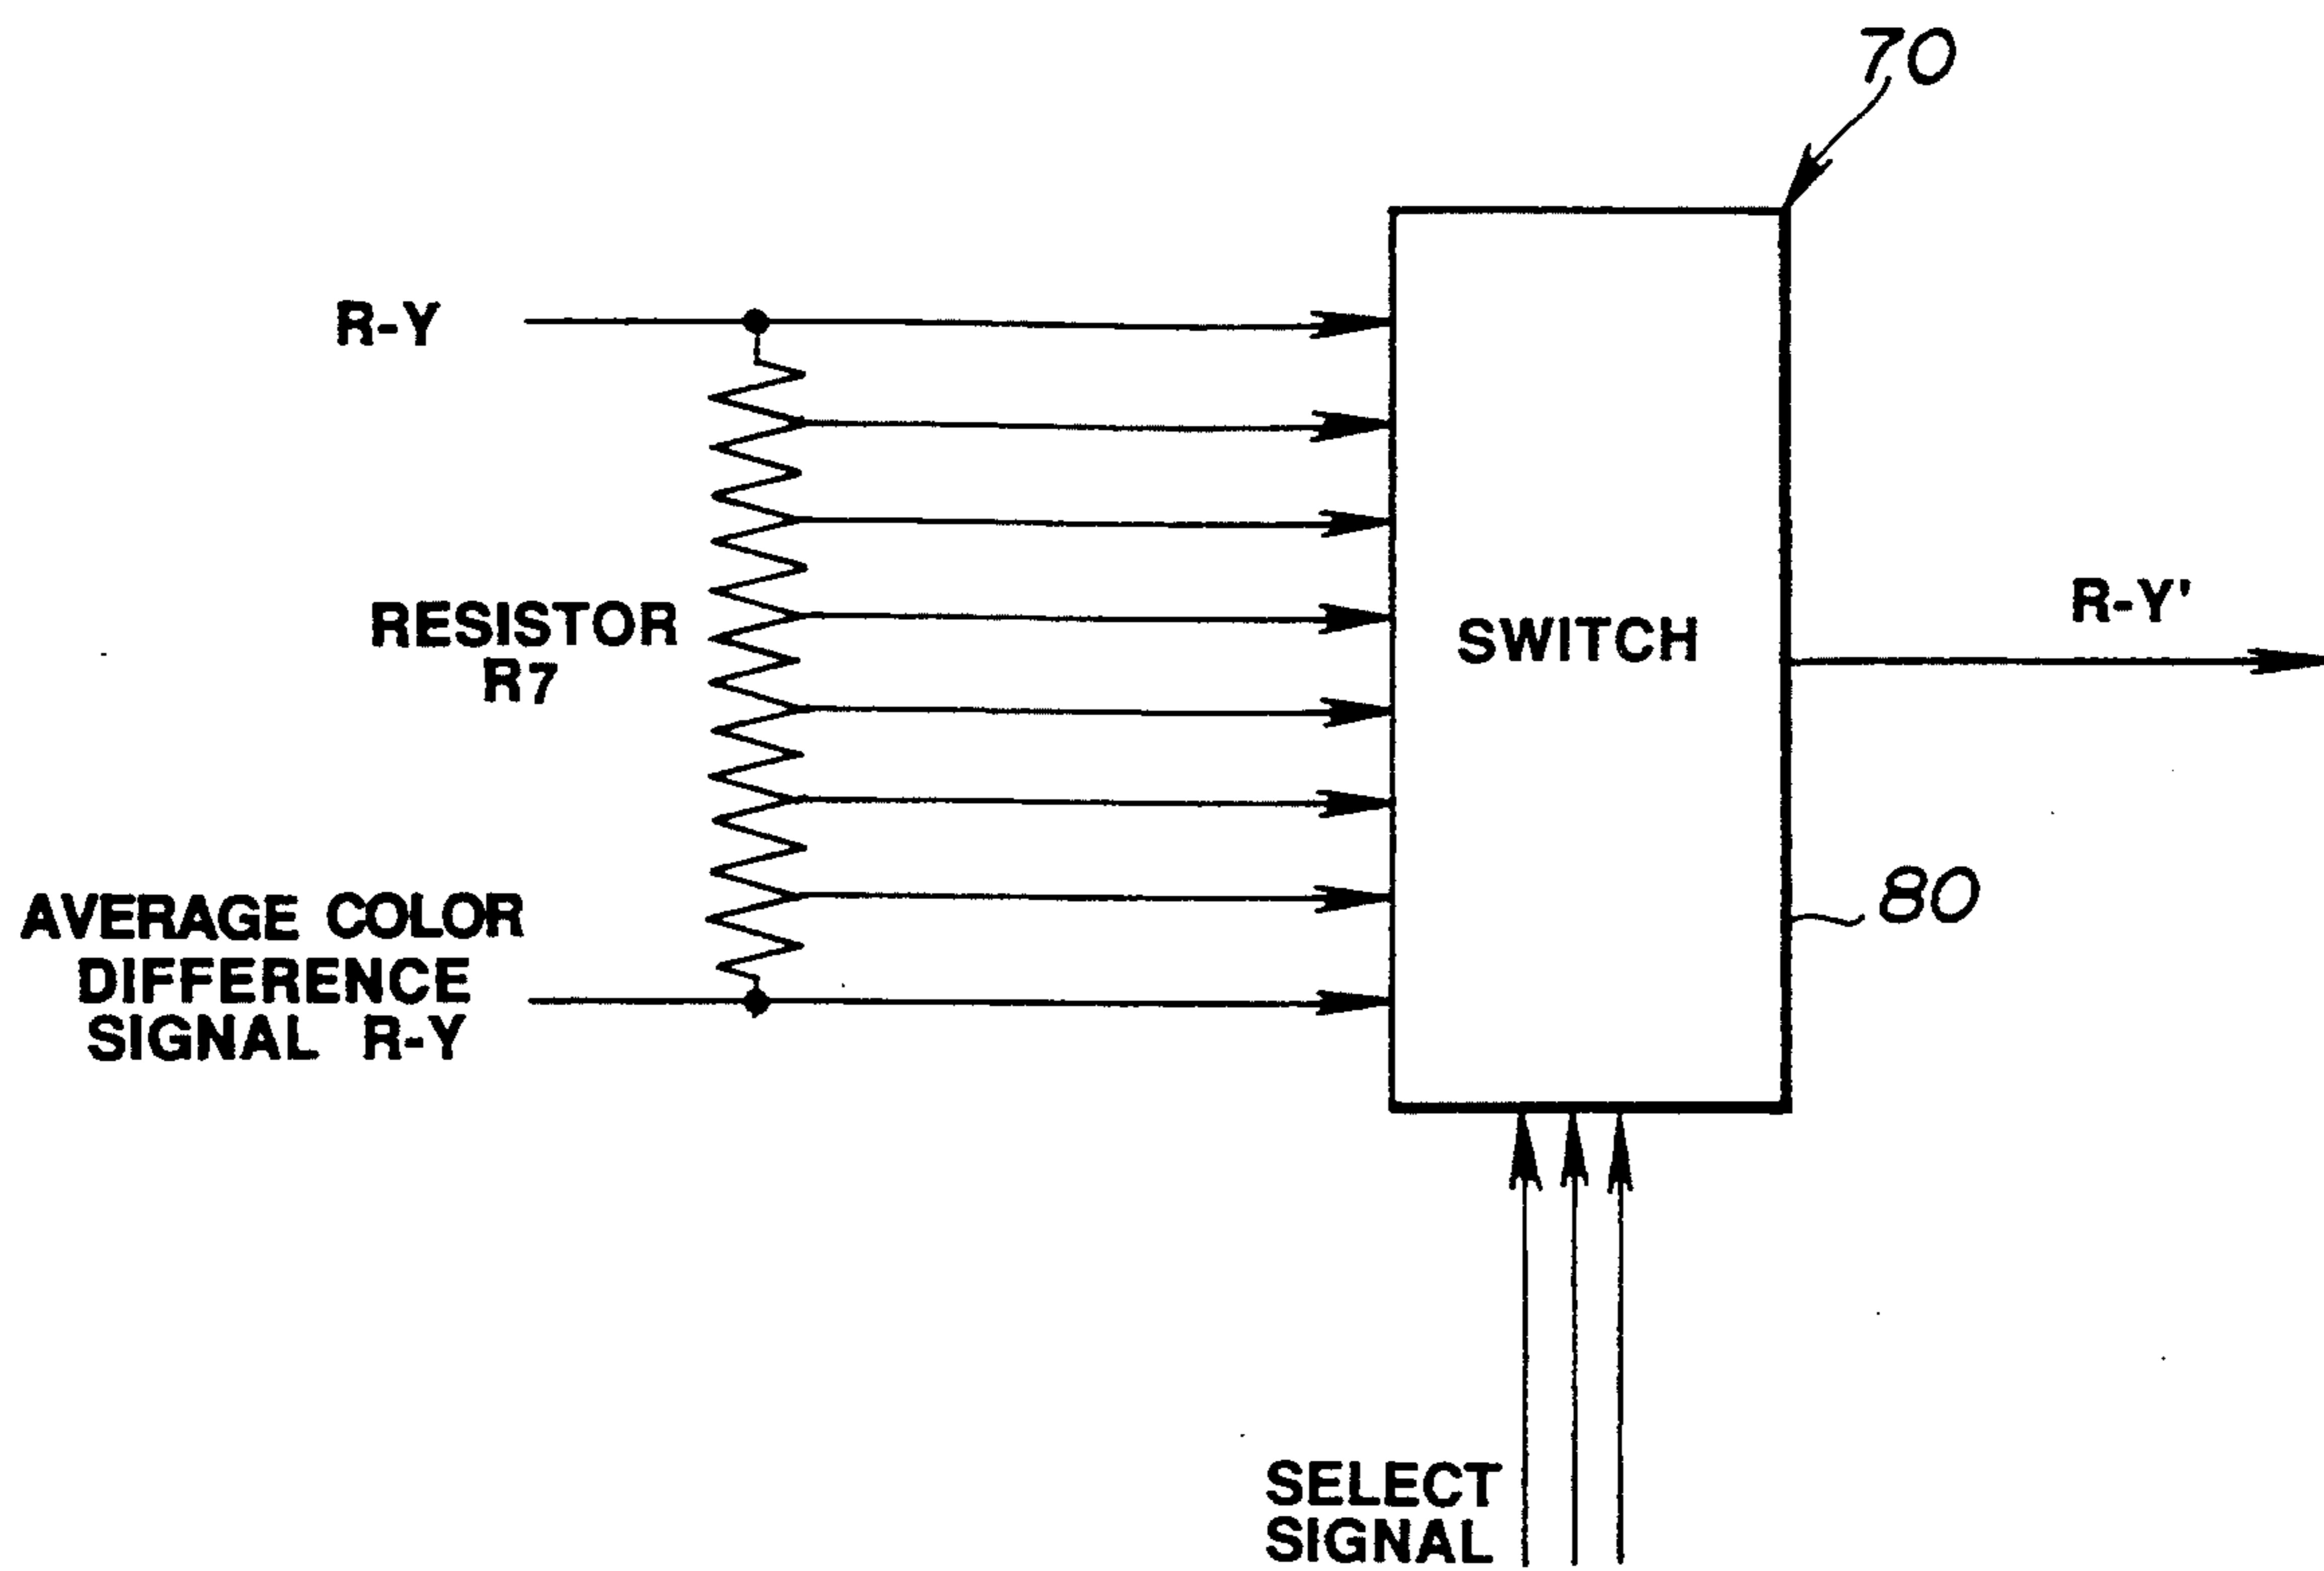 70
R-Y
RESISTOR
R7
SWITCH
R-Y'
80
AVERAGE COLOR
DIFFERENCE
SIGNAL R-Y
SELECT
SIGNAL